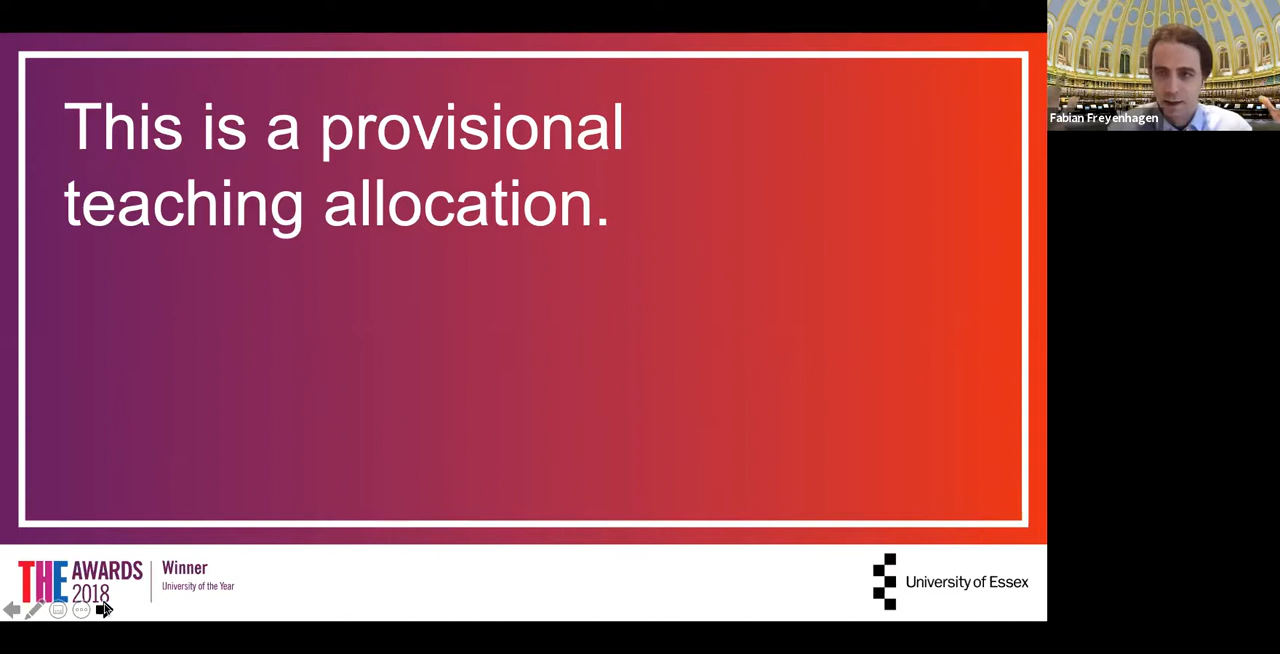 This is a provisional
teaching allocation.
Fabian Freyenhagen
THE AWARDS
2018
Winner
University of the Year
University of Essex